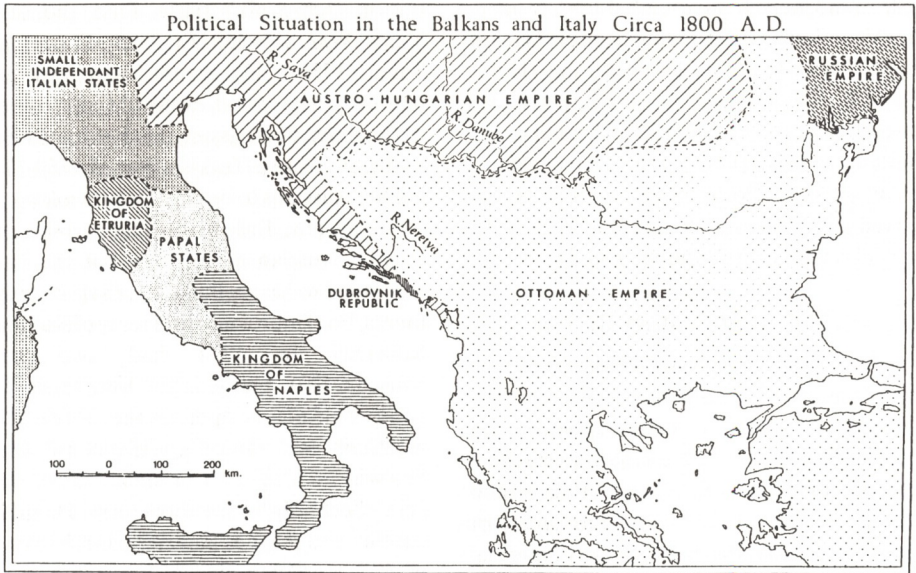 Political Situation in the Balkans and Italy Circa 1800 A.D.
SMALL
INDEPENDANT
ITALIAN STATES
R. Sava
AUSTRO-HUNGARIAN EMPIRE
R. Danube
RUSSIAN
EMPIRE
KINGDOM
OF
ETRURIA
PAPAL
STATES
R. Nererva
DUBROVNIK
REPUBLIC
OTTOMAN EMPIRE
KINGDOM
OF
NAPLES
100 0 100 200 km.